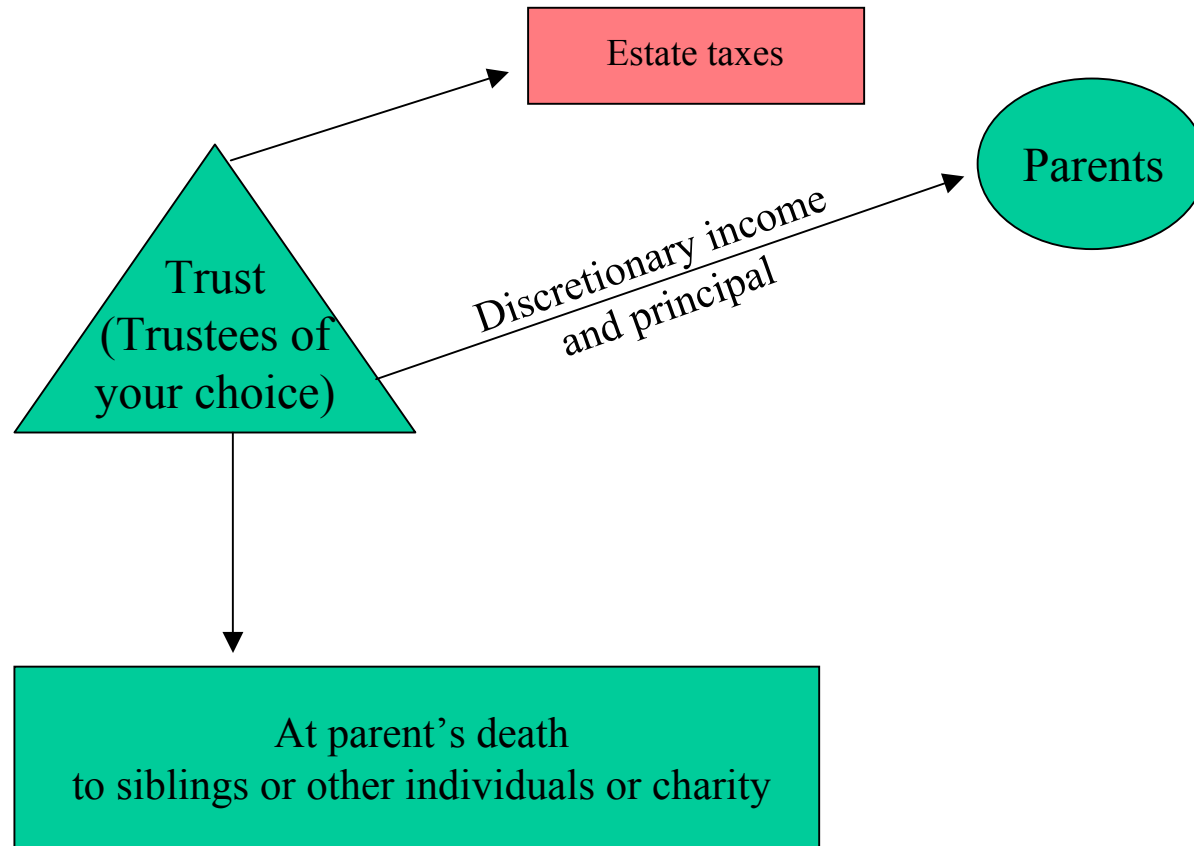 Estate taxes
Parents
Discretionary income
and principal
Trust
(Trustees of
your choice)
At parent’s death
to siblings or other individuals or charity